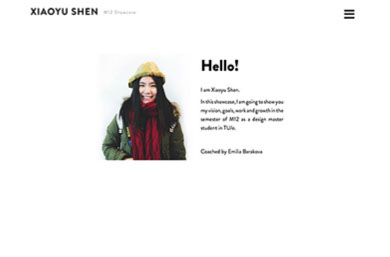 XIAOYU SHEN M12 Showcase
Hello!
I am Xiaoyu Shen.
In this showcase, I am going to show you
my vision, goals, work and growth in the
semester of M12 as a design master
student in TU/e.
Coached by Emilia Barakova